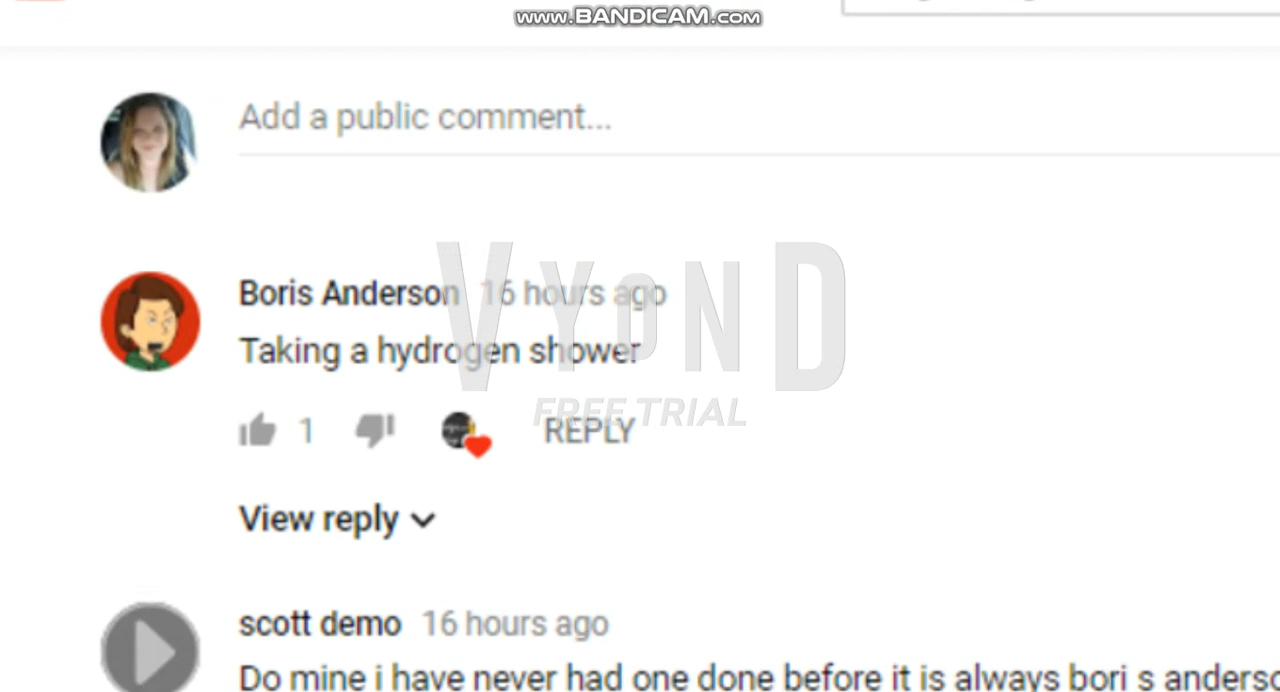 www.BANDICAM.com
Add a public comment...
Boris Anderson 16 hours ago
Taking a hydrogen shower
VYOND
FREE TRIAL
1 REPLY
View reply
scott demo 16 hours ago
Do mine i have never had one done before it is always bori s anderso